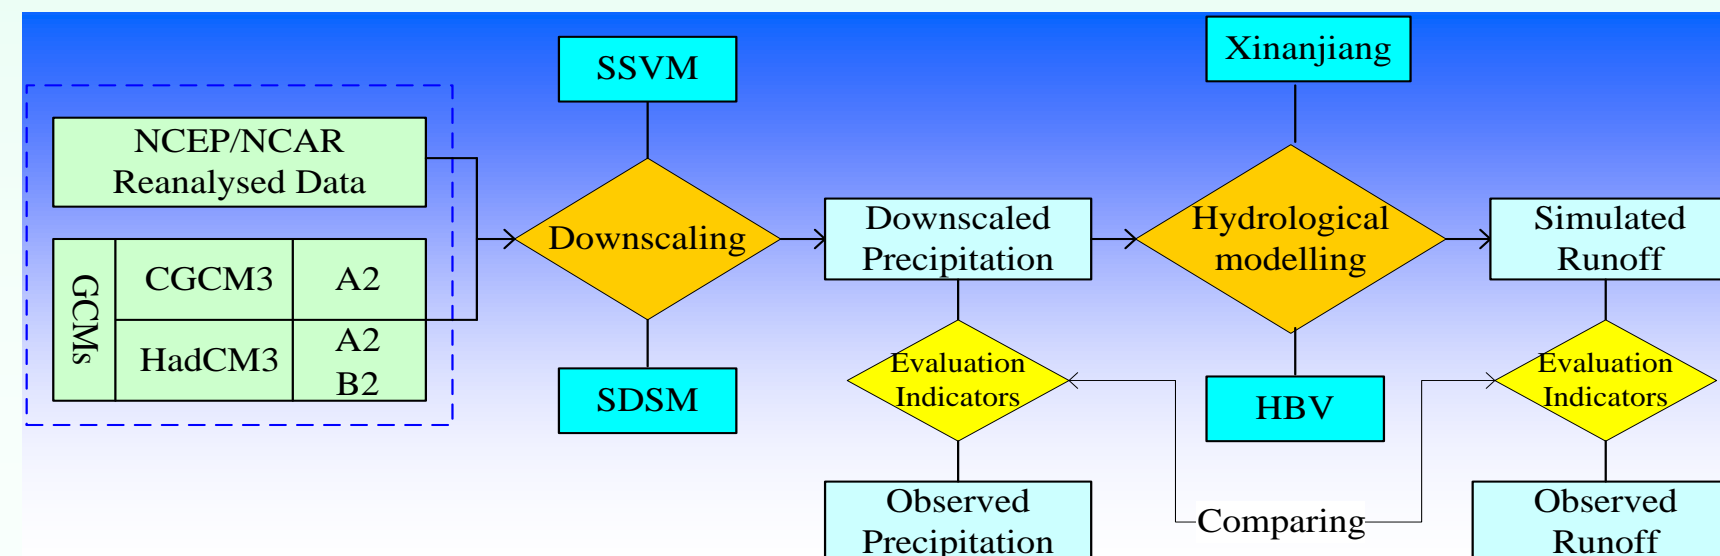 NCEP/NCAR
Reanalysed Data
GCMs
CGCM3
A2
HadCM3
A2
B2
SSVM
Downscaling
SDSM
Downscaled
Precipitation
Evaluation
Indicators
Observed
Precipitation
Xinanjiang
Hydrological
modelling
HBV
Comparing
Simulated
Runoff
Evaluation
Indicators
Observed
Runoff